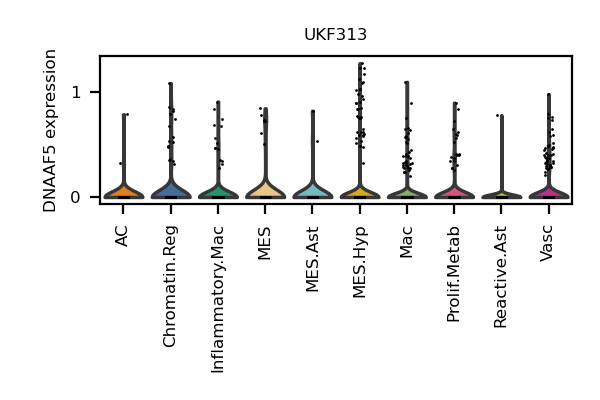 UKF313
DNAAF5 expression
1
0
AC
Chromatin.Reg
Inflammatory.Mac
MES
MES.Ast
MES.Hyp
Mac
Prolif.Metab
Reactive.Ast
Vasc